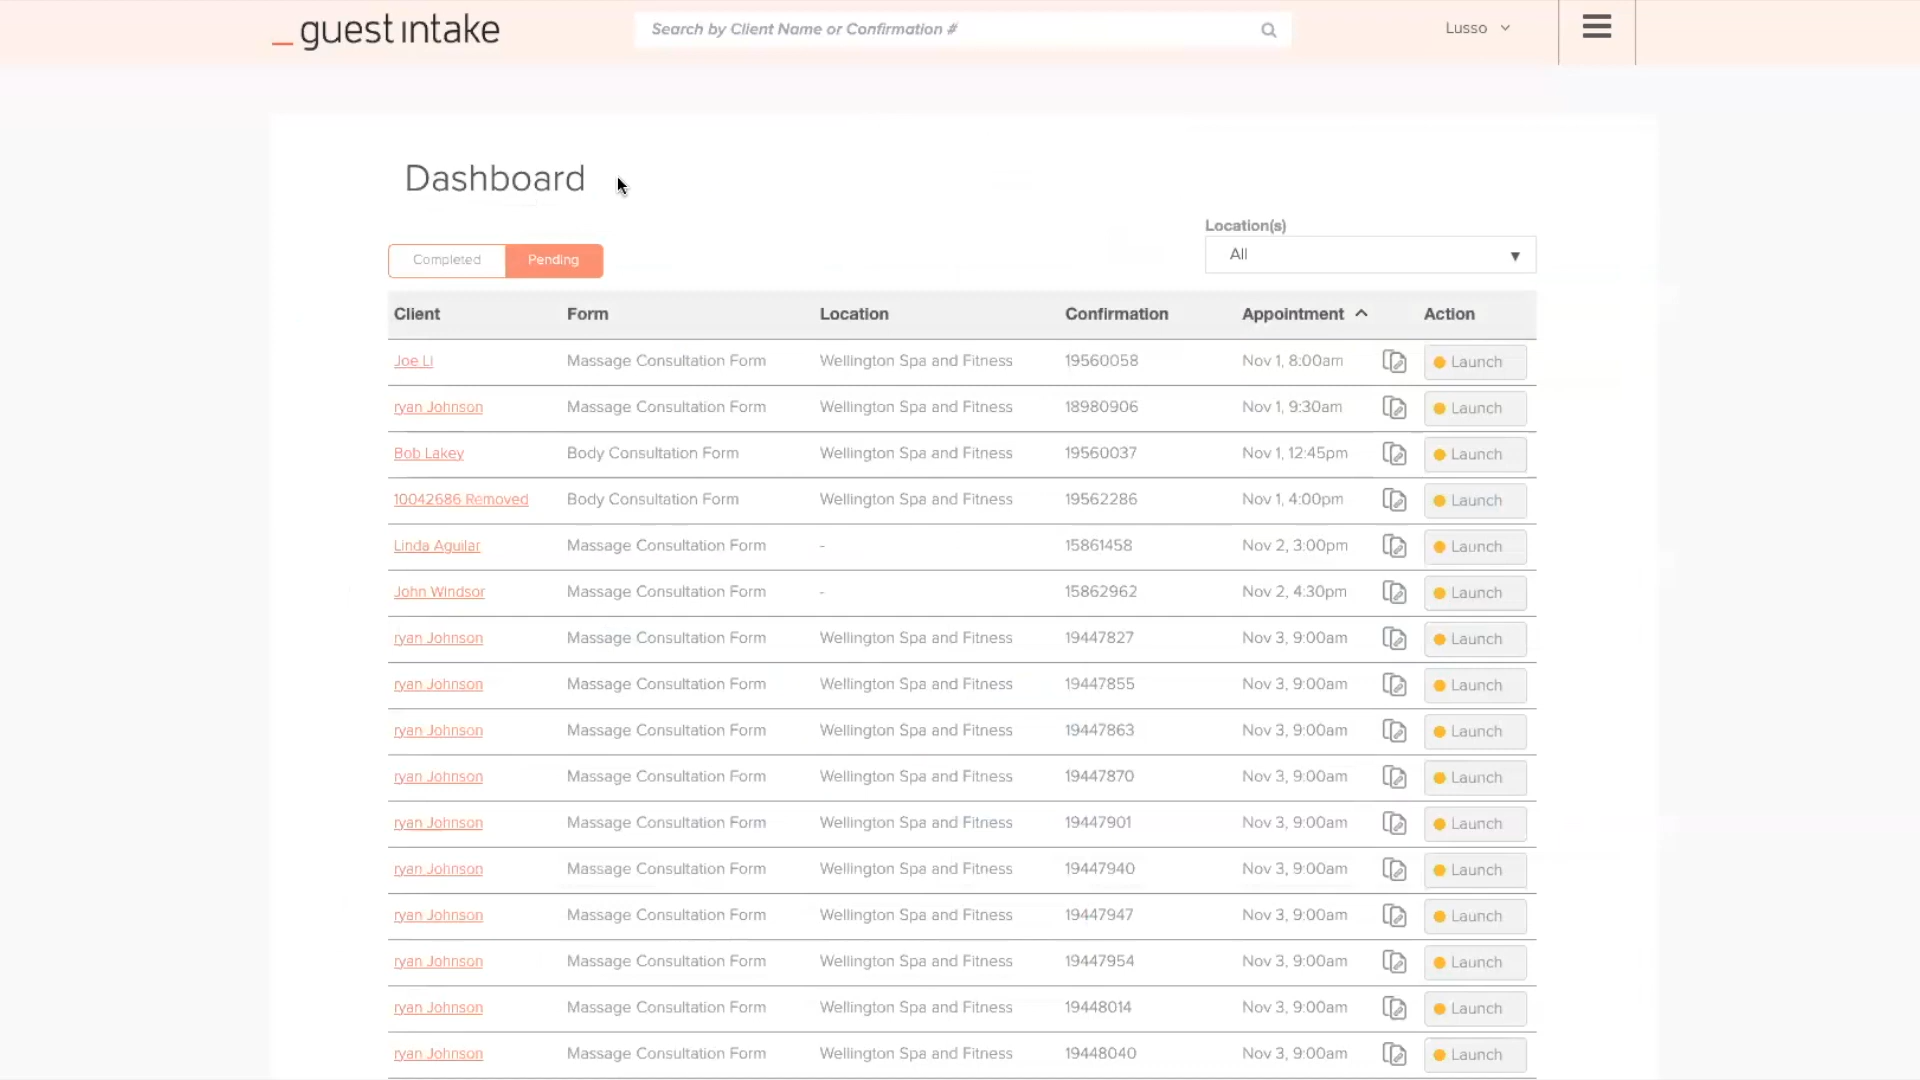 _ guest intake
Search by Client Name or Confirmation #
Lusso
Dashboard
Location(s)
Completed Pending
All
Client Form Location Confirmation Appointment Action
Joe Li Massage Consultation Form Wellington Spa and Fitness 19560058 Nov 1, 8:00am Launch
ryan Johnson Massage Consultation Form Wellington Spa and Fitness 18980906 Nov 1, 9:30am Launch
Bob Lakey Body Consultation Form Wellington Spa and Fitness 19560037 Nov 1, 12:45pm Launch
10042686 Removed Body Consultation Form Wellington Spa and Fitness 19562286 Nov 1, 4:00pm Launch
Linda Aguilar Massage Consultation Form - 15861458 Nov 2, 3:00pm Launch
John Windsor Massage Consultation Form - 15862962 Nov 2, 4:30pm Launch
ryan Johnson Massage Consultation Form Wellington Spa and Fitness 19447827 Nov 3, 9:00am Launch
ryan Johnson Massage Consultation Form Wellington Spa and Fitness 19447855 Nov 3, 9:00am Launch
ryan Johnson Massage Consultation Form Wellington Spa and Fitness 19447863 Nov 3, 9:00am Launch
ryan Johnson Massage Consultation Form Wellington Spa and Fitness 19447870 Nov 3, 9:00am Launch
ryan Johnson Massage Consultation Form Wellington Spa and Fitness 19447901 Nov 3, 9:00am Launch
ryan Johnson Massage Consultation Form Wellington Spa and Fitness 19447940 Nov 3, 9:00am Launch
ryan Johnson Massage Consultation Form Wellington Spa and Fitness 19447947 Nov 3, 9:00am Launch
ryan Johnson Massage Consultation Form Wellington Spa and Fitness 19447954 Nov 3, 9:00am Launch
ryan Johnson Massage Consultation Form Wellington Spa and Fitness 19448014 Nov 3, 9:00am Launch
ryan Johnson Massage Consultation Form Wellington Spa and Fitness 19448040 Nov 3, 9:00am Launch